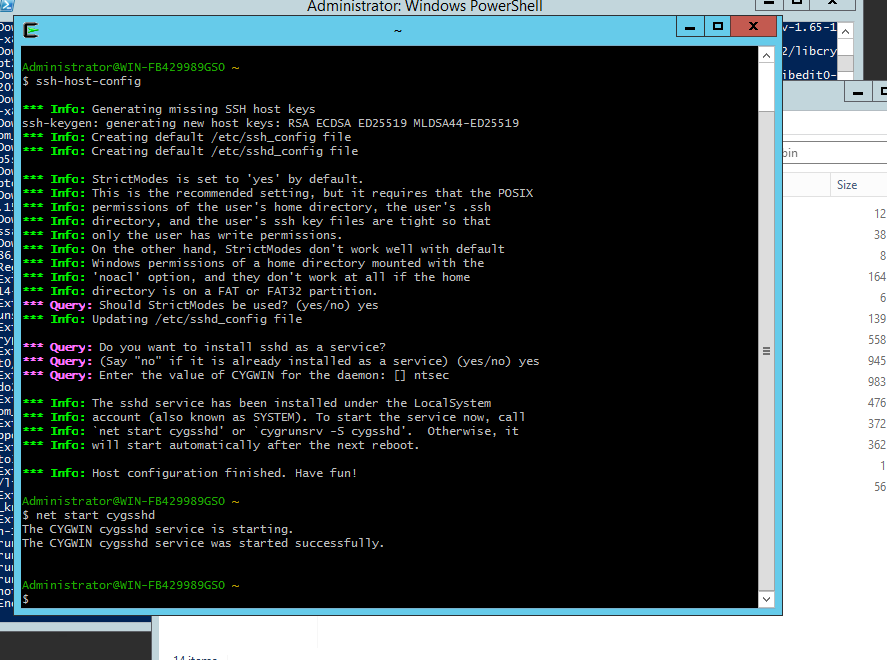 Administrator: Windows PowerShell
~
Administrator@WIN-FB429989GSO ~
$ ssh-host-config
*** Info: Generating missing SSH host keys
ssh-keygen: generating new host keys: RSA ECDSA ED25519 MLDSA44-ED25519
*** Info: Creating default /etc/ssh_config file
*** Info: Creating default /etc/sshd_config file
*** Info: StrictModes is set to 'yes' by default.
*** Info: This is the recommended setting, but it requires that the POSIX
*** Info: permissions of the user's home directory, the user's .ssh
*** Info: directory, and the user's ssh key files are tight so that
*** Info: only the user has write permissions.
*** Info: On the other hand, StrictModes don't work well with default
*** Info: Windows permissions of a home directory mounted with the
*** Info: 'noacl' option, and they don't work at all if the home
*** Info: directory is on a FAT or FAT32 partition.
*** Query: Should StrictModes be used? (yes/no) yes
*** Info: Updating /etc/sshd_config file
*** Query: Do you want to install sshd as a service?
*** Query: (Say "no" if it is already installed as a service) (yes/no) yes
*** Query: Enter the value of CYGWIN for the daemon: [] ntsec
*** Info: The sshd service has been installed under the LocalSystem
*** Info: account (also known as SYSTEM). To start the service now, call
*** Info: `net start cygsshd' or `cygrunsrv -S cygsshd'.  Otherwise, it
*** Info: will start automatically after the next reboot.
*** Info: Host configuration finished. Have fun!
Administrator@WIN-FB429989GSO ~
$ net start cygsshd
The CYGWIN cygsshd service is starting.
The CYGWIN cygsshd service was started successfully.
Administrator@WIN-FB429989GSO ~
$
v-1.65-1
2/libcry
ibedit0-
bin
Size
12
38
8
164
6
139
558
945
983
476
372
362
1
56
14 items